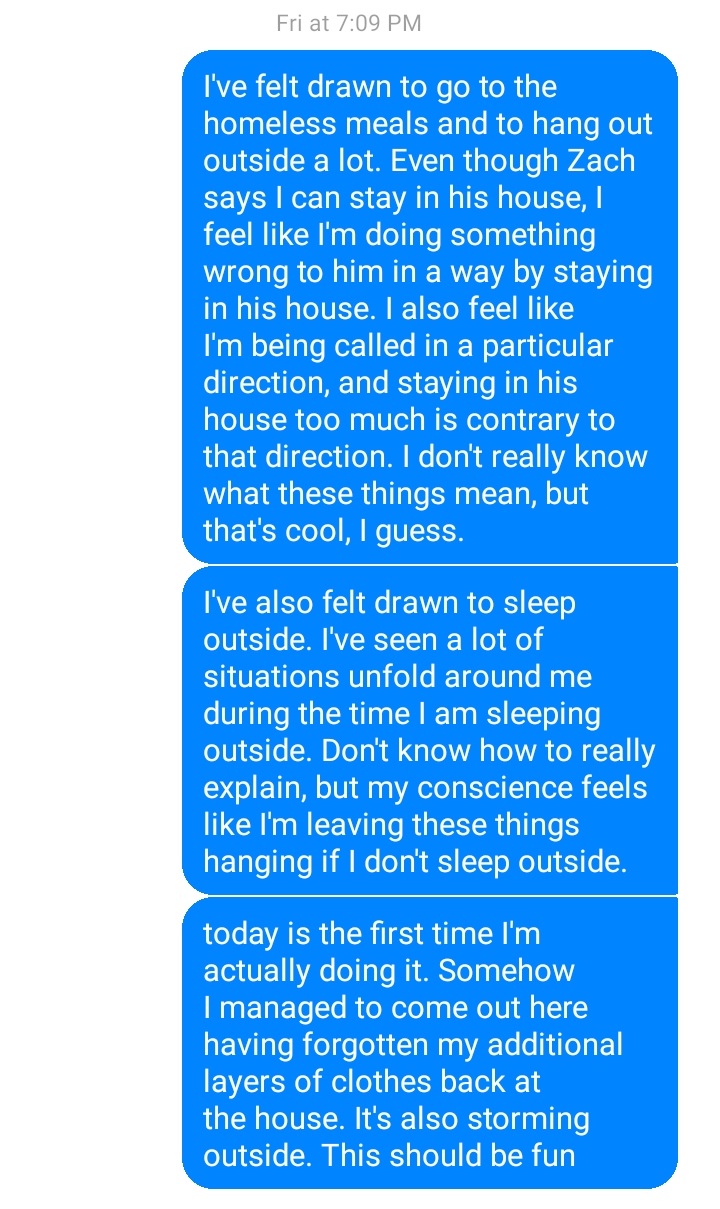 Fri at 7:09 PM
I've felt drawn to go to the
homeless meals and to hang out
outside a lot. Even though Zach
says I can stay in his house, I
feel like I'm doing something
wrong to him in a way by staying
in his house. I also feel like
I'm being called in a particular
direction, and staying in his
house too much is contrary to
that direction. I don't really know
what these things mean, but
that's cool, I guess.
I've also felt drawn to sleep
outside. I've seen a lot of
situations unfold around me
during the time I am sleeping
outside. Don't know how to really
explain, but my conscience feels
like I'm leaving these things
hanging if I don't sleep outside.
today is the first time I'm
actually doing it. Somehow
I managed to come out here
having forgotten my additional
layers of clothes back at
the house. It's also storming
outside. This should be fun